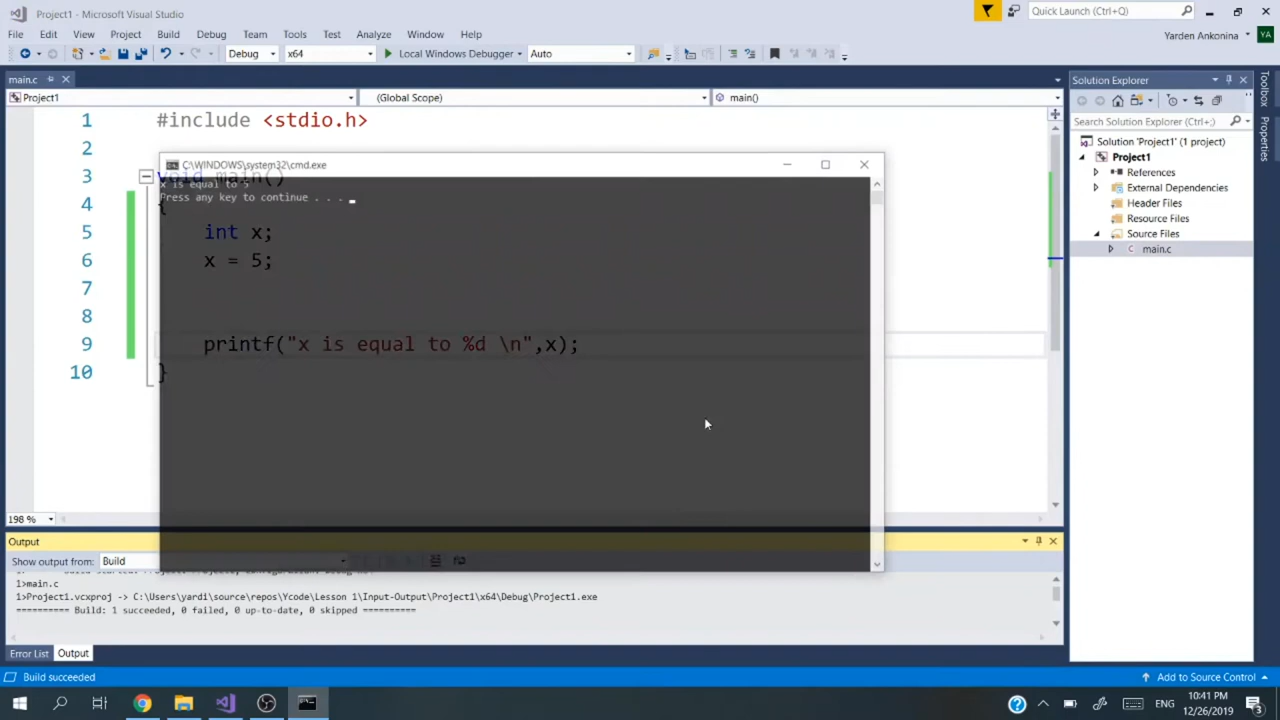 Project1 - Microsoft Visual Studio
Quick Launch (Ctrl+Q)
File Edit View Project Build Debug Team Tools Test Analyze Window Help
Yarden Ankonina YA
Debug x64 Local Windows Debugger Auto
main.c
Project1 (Global Scope) main()
1 #include <stdio.h>
2
3 void main()
4 {
5 int x;
6 x = 5;
7
8
9 printf("x is equal to %d \n",x);
10 }
C:\WINDOWS\system32\cmd.exe
x is equal to 5
Press any key to continue . . .
198 %
Output
Show output from: Build
1>main.c
1>Project1.vcxproj -> C:\Users\yardi\source\repos\Ycode\Lesson 1\Input-Output\Project1\x64\Debug\Project1.exe
========== Build: 1 succeeded, 0 failed, 0 up-to-date, 0 skipped ==========
Error List Output
Solution Explorer
Search Solution Explorer (Ctrl+;)
Solution 'Project1' (1 project)
Project1
References
External Dependencies
Header Files
Resource Files
Source Files
main.c
Toolbox
Properties
Build succeeded
Add to Source Control
ENG
10:41 PM
12/26/2019
3